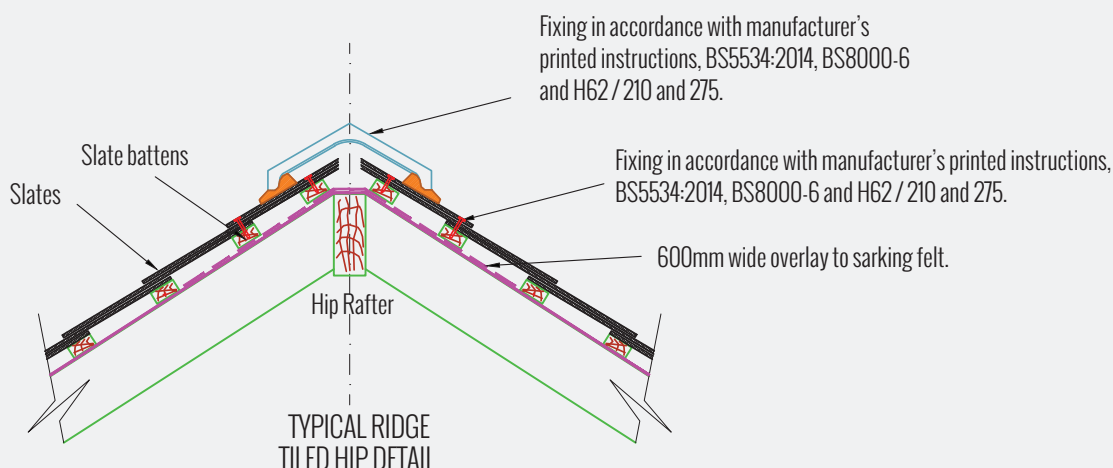 Fixing in accordance with manufacturer's
printed instructions, BS5534:2014, BS8000-6
and H62 / 210 and 275.
Slate battens
Slates
Fixing in accordance with manufacturer's printed instructions,
BS5534:2014, BS8000-6 and H62 / 210 and 275.
600mm wide overlay to sarking felt.
Hip Rafter
TYPICAL RIDGE
TILED HIP DETAIL